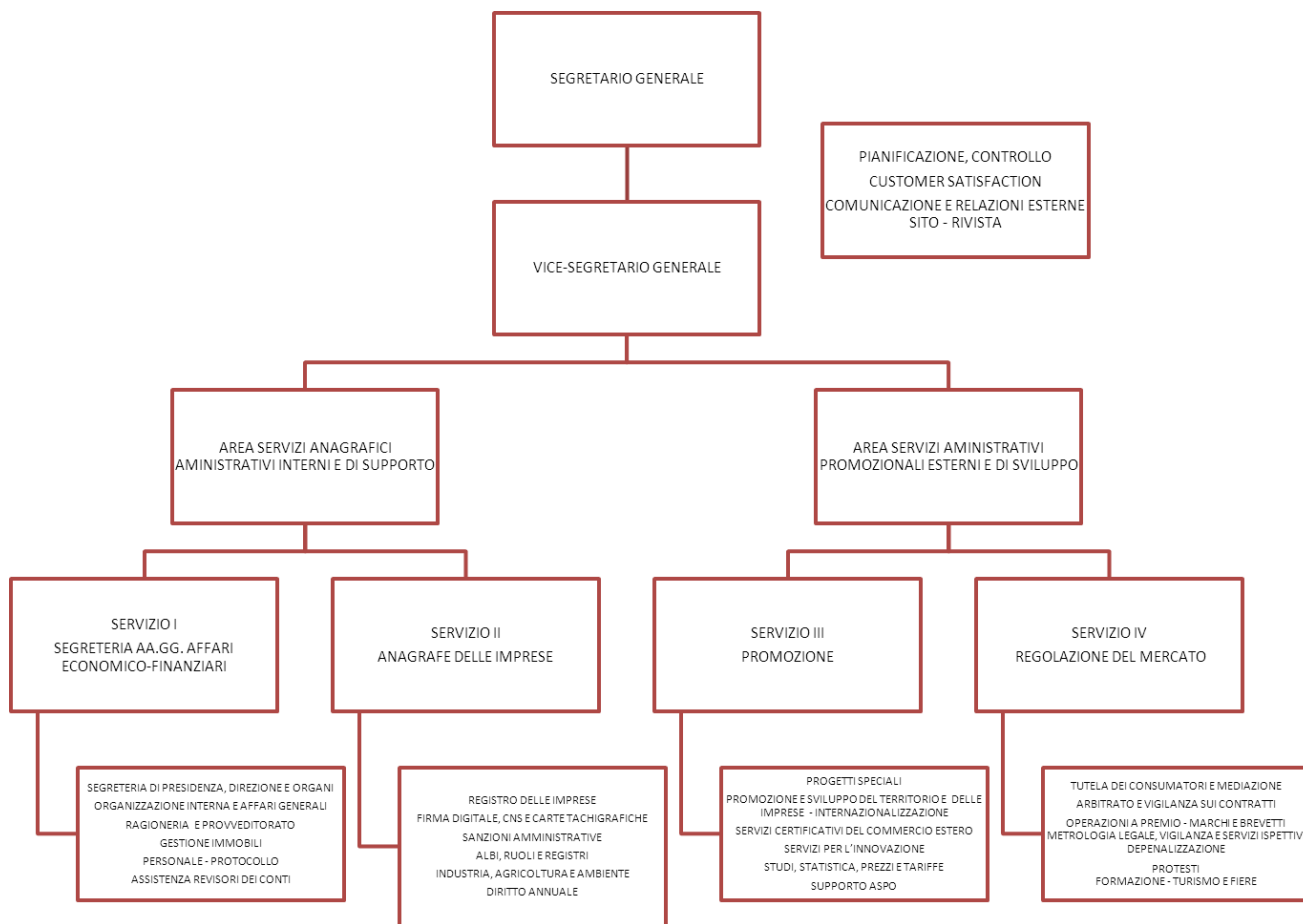 SEGRETARIO GENERALE
PIANIFICAZIONE, CONTROLLO
CUSTOMER SATISFACTION
COMUNICAZIONE E RELAZIONI ESTERNE
SITO - RIVISTA
VICE-SEGRETARIO GENERALE
AREA SERVIZI ANAGRAFICI
AMINISTRATIVI INTERNI E DI SUPPORTO
AREA SERVIZI AMINISTRATIVI
PROMOZIONALI ESTERNI E DI SVILUPPO
SERVIZIO I
SEGRETERIA AA.GG. AFFARI
ECONOMICO-FINANZIARI
SERVIZIO II
ANAGRAFE DELLE IMPRESE
SERVIZIO III
PROMOZIONE
SERVIZIO IV
REGOLAZIONE DEL MERCATO
SEGRETERIA DI PRESIDENZA, DIREZIONE E ORGANI
ORGANIZZAZIONE INTERNA E AFFARI GENERALI
RAGIONERIA E PROVVEDITORATO
GESTIONE IMMOBILI
PERSONALE - PROTOCOLLO
ASSISTENZA REVISORI DEI CONTI
REGISTRO DELLE IMPRESE
FIRMA DIGITALE, CNS E CARTE TACHIGRAFICHE
SANZIONI AMMINISTRATIVE
ALBI, RUOLI E REGISTRI
INDUSTRIA, AGRICOLTURA E AMBIENTE
DIRITTO ANNUALE
PROGETTI SPECIALI
PROMOZIONE E SVILUPPO DEL TERRITORIO E DELLE
IMPRESE - INTERNAZIONALIZZAZIONE
SERVIZI CERTIFICATIVI DEL COMMERCIO ESTERO
SERVIZI PER L'INNOVAZIONE
STUDI, STATISTICA, PREZZI E TARIFFE
SUPPORTO ASPO
TUTELA DEI CONSUMATORI E MEDIAZIONE
ARBITRATO E VIGILANZA SUI CONTRATTI
OPERAZIONI A PREMIO - MARCHI E BREVETTI
METROLOGIA LEGALE, VIGILANZA E SERVIZI ISPETTIVI
DEPENALIZZAZIONE
PROTESTI
FORMAZIONE - TURISMO E FIERE